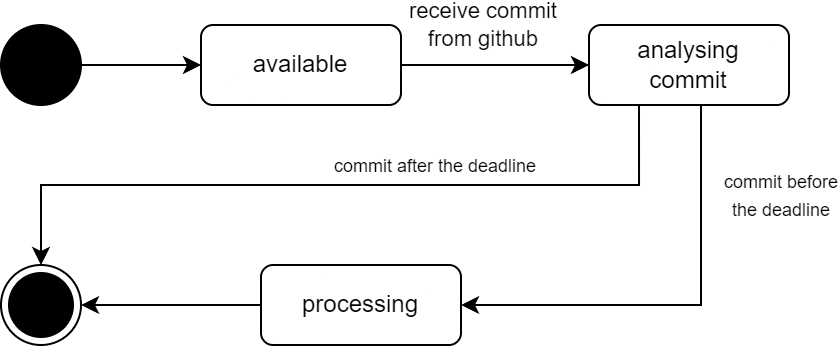 receive commit
from github
available
analysing
commit
commit after the deadline
commit before
the deadline
processing